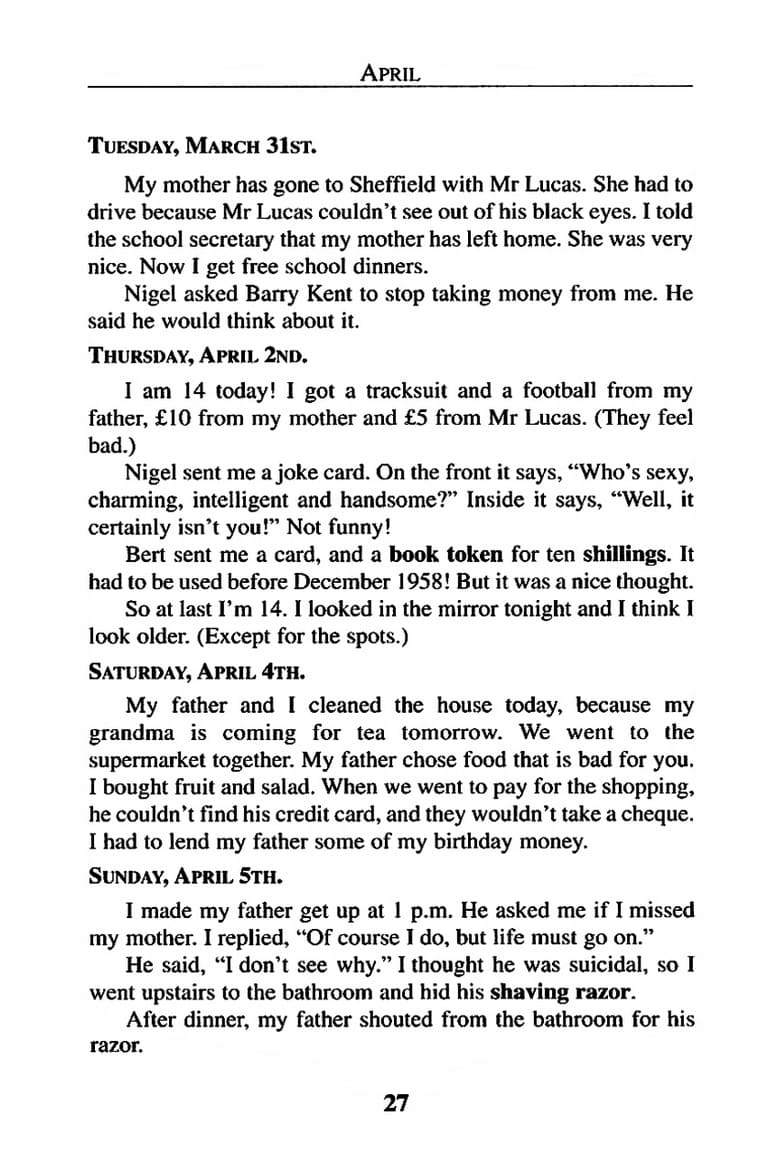 APRIL
TUESDAY, MARCH 31ST.
My mother has gone to Sheffield with Mr Lucas. She had to
drive because Mr Lucas couldn't see out of his black eyes. I told
the school secretary that my mother has left home. She was very
nice. Now I get free school dinners.
Nigel asked Barry Kent to stop taking money from me. He
said he would think about it.
THURSDAY, APRIL 2ND.
I am 14 today! I got a tracksuit and a football from my
father, £10 from my mother and £5 from Mr Lucas. (They feel
bad.)
Nigel sent me a joke card. On the front it says, “Who's sexy,
charming, intelligent and handsome?” Inside it says, “Well, it
certainly isn't you!” Not funny!
Bert sent me a card, and a book token for ten shillings. It
had to be used before December 1958! But it was a nice thought.
So at last I'm 14. I looked in the mirror tonight and I think I
look older. (Except for the spots.)
SATURDAY, APRIL 4TH.
My father and I cleaned the house today, because my
grandma is coming for tea tomorrow. We went to the
supermarket together. My father chose food that is bad for you.
I bought fruit and salad. When we went to pay for the shopping,
he couldn't find his credit card, and they wouldn't take a cheque.
I had to lend my father some of my birthday money.
SUNDAY, APRIL 5TH.
I made my father get up at 1 p.m. He asked me if I missed
my mother. I replied, “Of course I do, but life must go on.”
He said, “I don't see why.” I thought he was suicidal, so I
went upstairs to the bathroom and hid his shaving razor.
After dinner, my father shouted from the bathroom for his
razor.
27